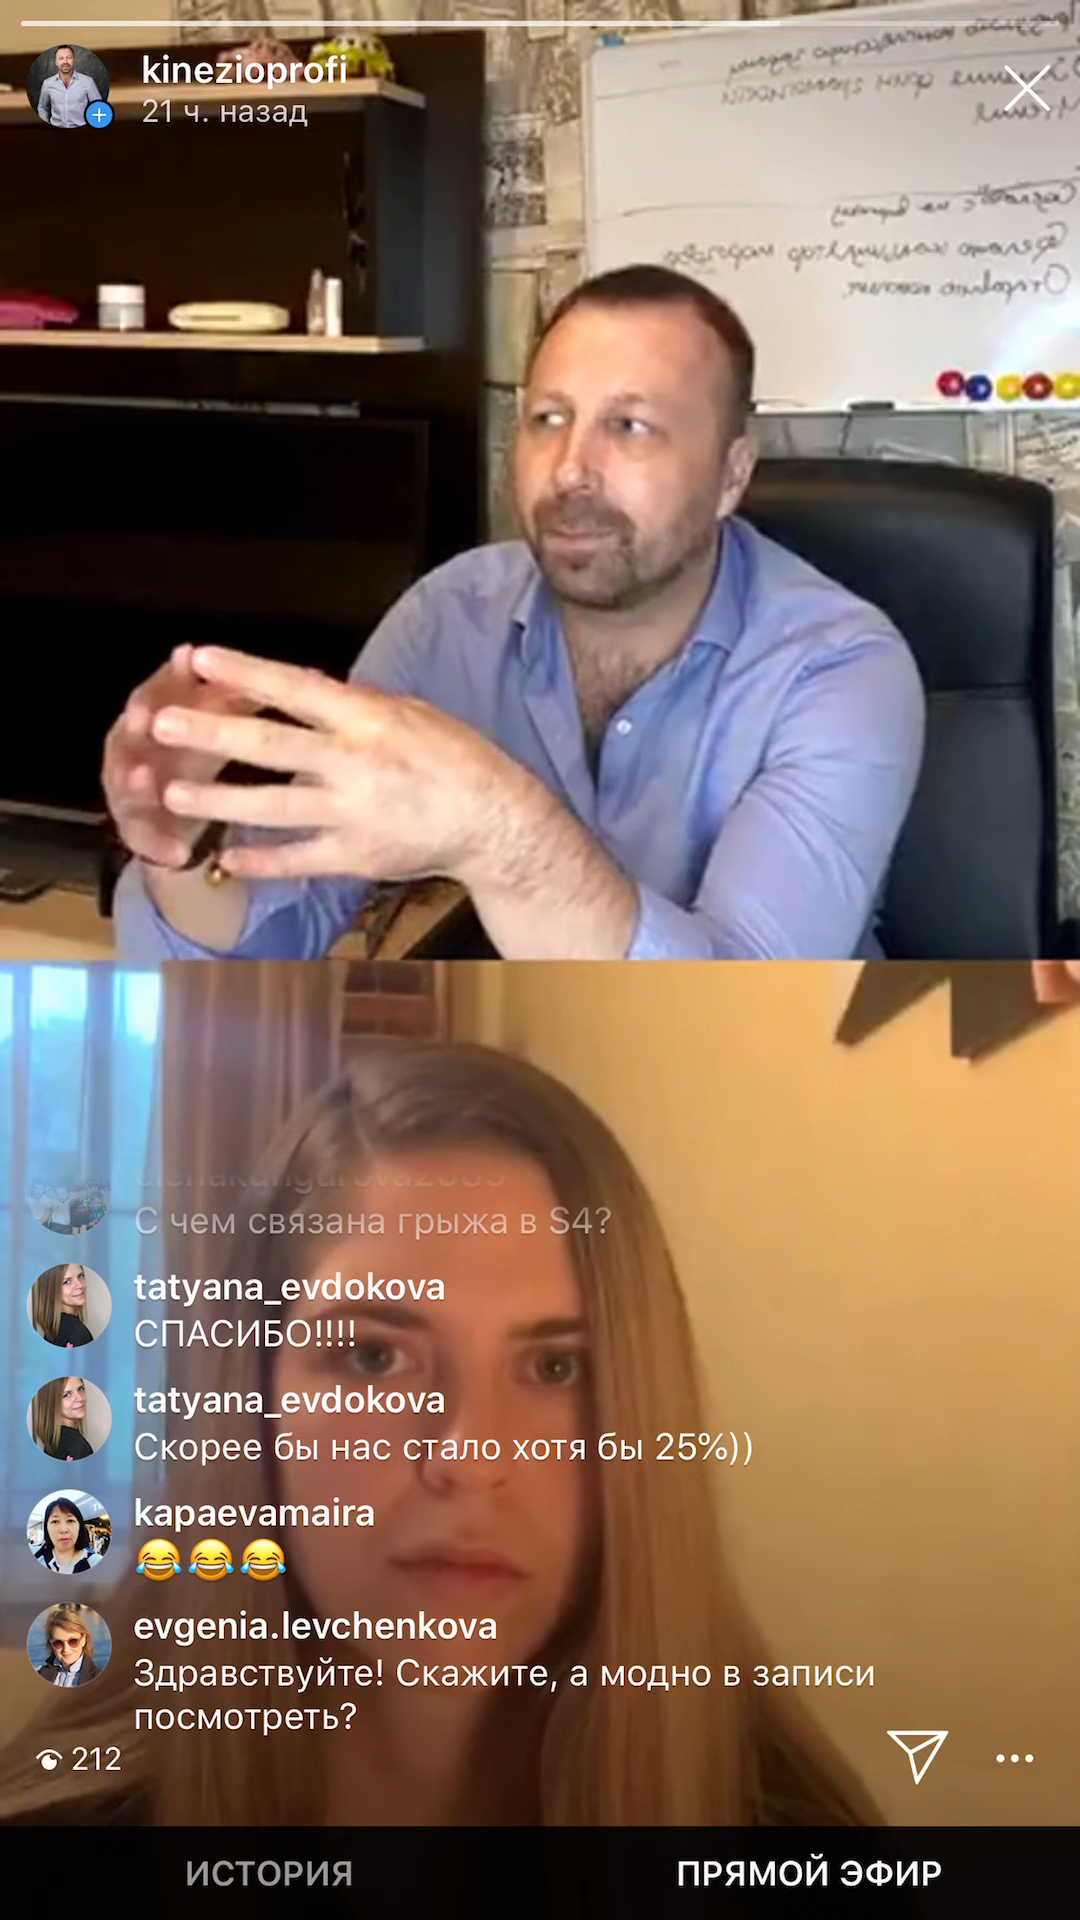 kinezioprofi
21 ч. назад
С чем связана грыжа в S4?
tatyana_evdokova
СПАСИБО!!!!
tatyana_evdokova
Скорее бы нас стало хотя бы 25%))
kapaevamaira
😂😂😂
evgenia.levchenkova
Здравствуйте! Скажите, а модно в записи
посмотреть?
212
ИСТОРИЯ
ПРЯМОЙ ЭФИР